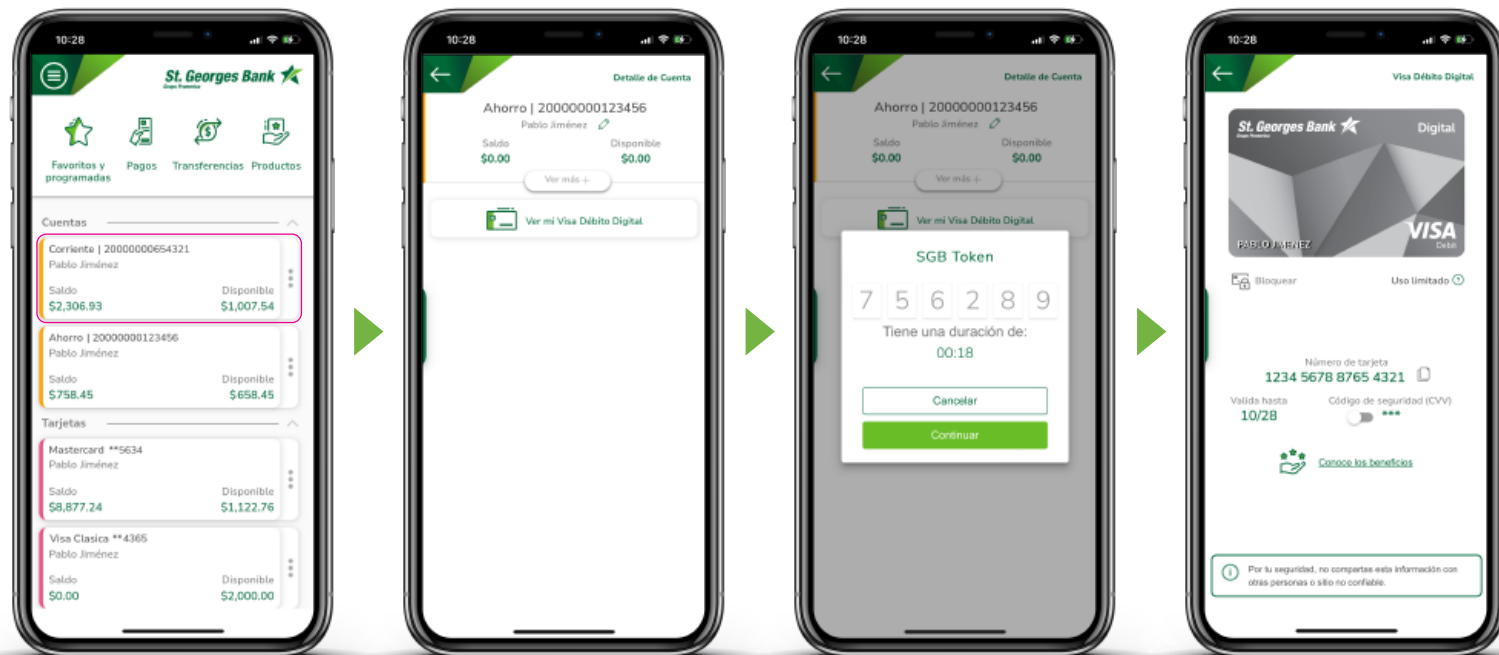 10:28
St. Georges Bank
Grupo Promerica
Favoritos y
programadas
Pagos
Transferencias
Productos
Cuentas
Corriente | 20000000654321
Pablo Jiménez
Saldo Disponible
$2,306.93 $1,007.54
Ahorro | 20000000123456
Pablo Jiménez
Saldo Disponible
$758.45 $658.45
Tarjetas
Mastercard **5634
Pablo Jiménez
Saldo Disponible
$8,877.24 $1,122.76
Visa Clasica **4365
Pablo Jiménez
Saldo Disponible
$0.00 $2,000.00
10:28
Detalle de Cuenta
Ahorro | 20000000123456
Pablo Jiménez
Saldo Disponible
$0.00 $0.00
Ver más +
Ver mi Visa Débito Digital
10:28
Detalle de Cuenta
Ahorro | 20000000123456
Pablo Jiménez
Saldo Disponible
$0.00 $0.00
Ver más +
Ver mi Visa Débito Digital
SGB Token
7 5 6 2 8 9
Tiene una duración de:
00:18
Cancelar
Continuar
10:28
Visa Débito Digital
St. Georges Bank Digital
Grupo Promerica
VISA
PABLO JIMENEZ Debit
Bloquear Uso limitado
Número de tarjeta
1234 5678 8765 4321
Valida hasta Código de seguridad (CVV)
10/28 ***
Conoce los beneficios
Por tu seguridad, no compartas esta información con
otras personas o sitio no confiable.